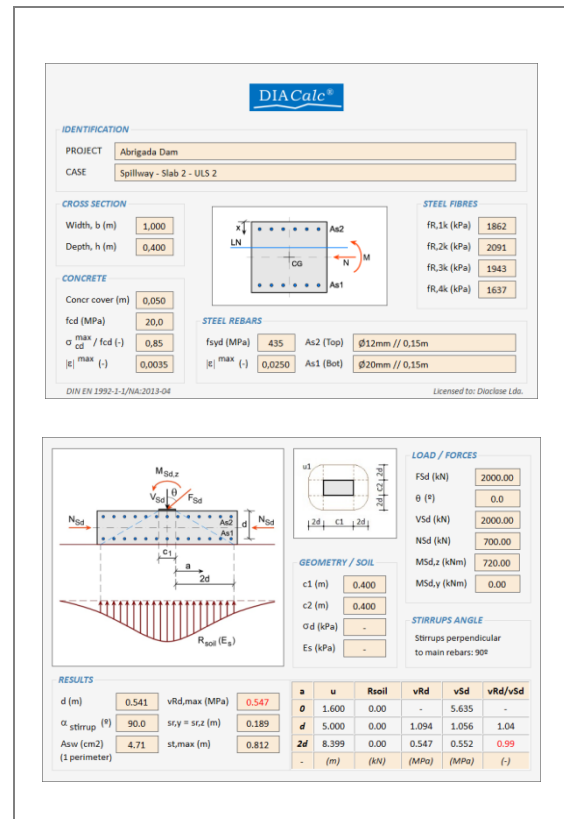 DIACalc®
IDENTIFICATION
PROJECT Abrigada Dam
CASE Spillway - Slab 2 - ULS 2
CROSS SECTION
Width, b (m) 1,000
Depth, h (m) 0,400
CONCRETE
Concr cover (m) 0,050
fcd (MPa) 20,0
σ cd max / fcd (-) 0,85
|ε| max (-) 0,0035
x
LN
CG
As2
M
N
As1
STEEL FIBRES
fR,1k (kPa) 1862
fR,2k (kPa) 2091
fR,3k (kPa) 1943
fR,4k (kPa) 1637
STEEL REBARS
fsyd (MPa) 435 As2 (Top) Ø12mm // 0,15m
|ε| max (-) 0,0250 As1 (Bot) Ø20mm // 0,15m
DIN EN 1992-1-1/NA:2013-04 Licensed to: Diaclase Lda.
MSd,z
VSd θ FSd
NSd As2 As1 d NSd
c1
a
2d
Rsoil (Es)
u1
2d
c2
2d
2d C1 2d
GEOMETRY / SOIL
c1 (m) 0.400
c2 (m) 0.400
σd (kPa) -
Es (kPa) -
LOAD / FORCES
FSd (kN) 2000.00
θ (º) 0.0
VSd (kN) 2000.00
NSd (kN) 700.00
MSd,z (kNm) 720.00
MSd,y (kNm) 0.00
STIRRUPS ANGLE
Stirrups perpendicular
to main rebars: 90º
RESULTS
d (m) 0.541 vRd,max (MPa) 0.547
α stirrup (º) 90.0 sr,y = sr,z (m) 0.189
Asw (cm2) 4.71 st,max (m) 0.812
(1 perimeter)
a u Rsoil vRd vSd vRd/vSd
0 1.600 0.00 - 5.635 -
d 5.000 0.00 1.094 1.056 1.04
2d 8.399 0.00 0.547 0.552 0.99
- (m) (kN) (MPa) (MPa) (-)